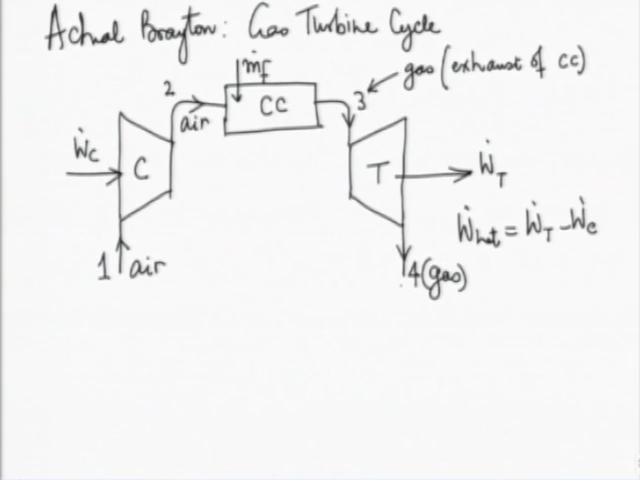 Actual Brayton: Gas Turbine Cycle
ṁf
gas (exhaust of CC)
2
air
CC
3
Ẇc
C
T
ẆT
Ẇnet = ẆT - Ẇc
1
air
4 (gas)